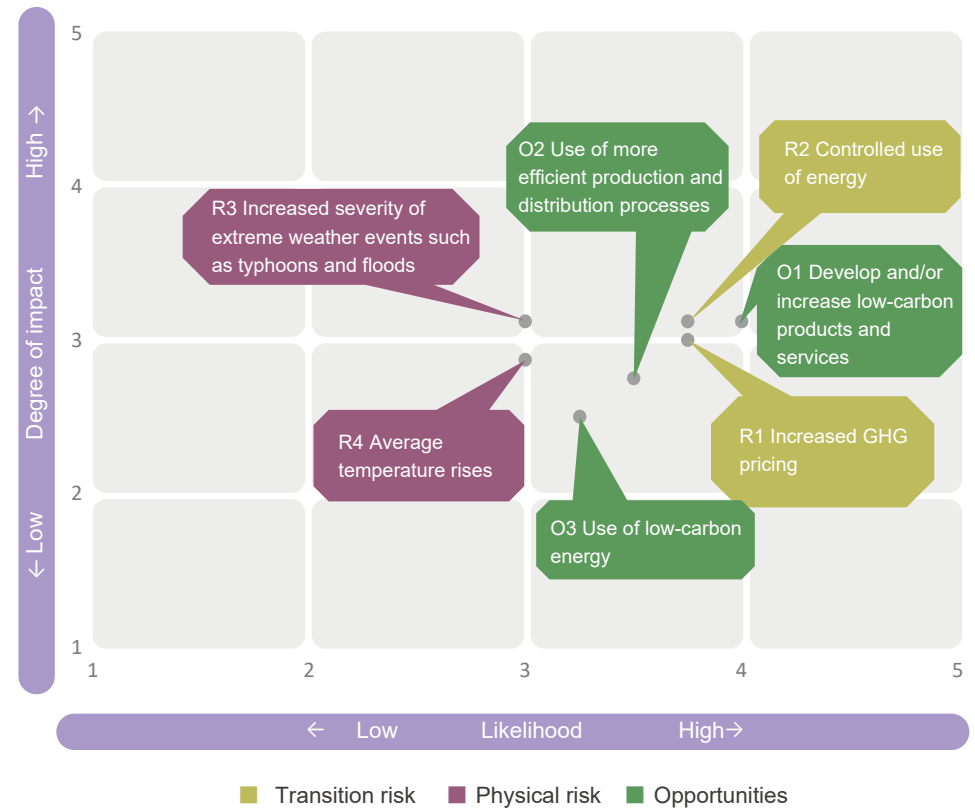 5
4
3
2
1
High →
Degree of impact
← Low
O2 Use of more
efficient production and
distribution processes
R2 Controlled use
of energy
R3 Increased severity of
extreme weather events such
as typhoons and floods
O1 Develop and/or
increase low-carbon
products and
services
R4 Average
temperature rises
R1 Increased GHG
pricing
O3 Use of low-carbon
energy
1 2 3 4 5
← Low Likelihood High→
Transition risk Physical risk Opportunities